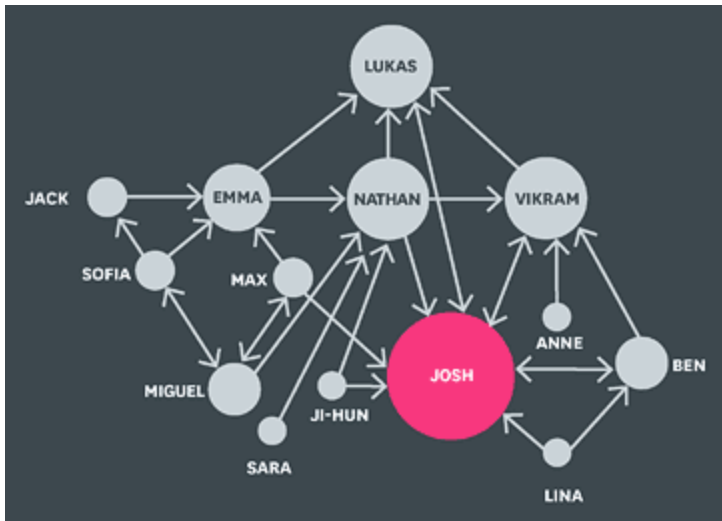 LUKAS
JACK
EMMA
NATHAN
VIKRAM
SOFIA
MAX
ANNE
JOSH
BEN
MIGUEL
JI-HUN
SARA
LINA